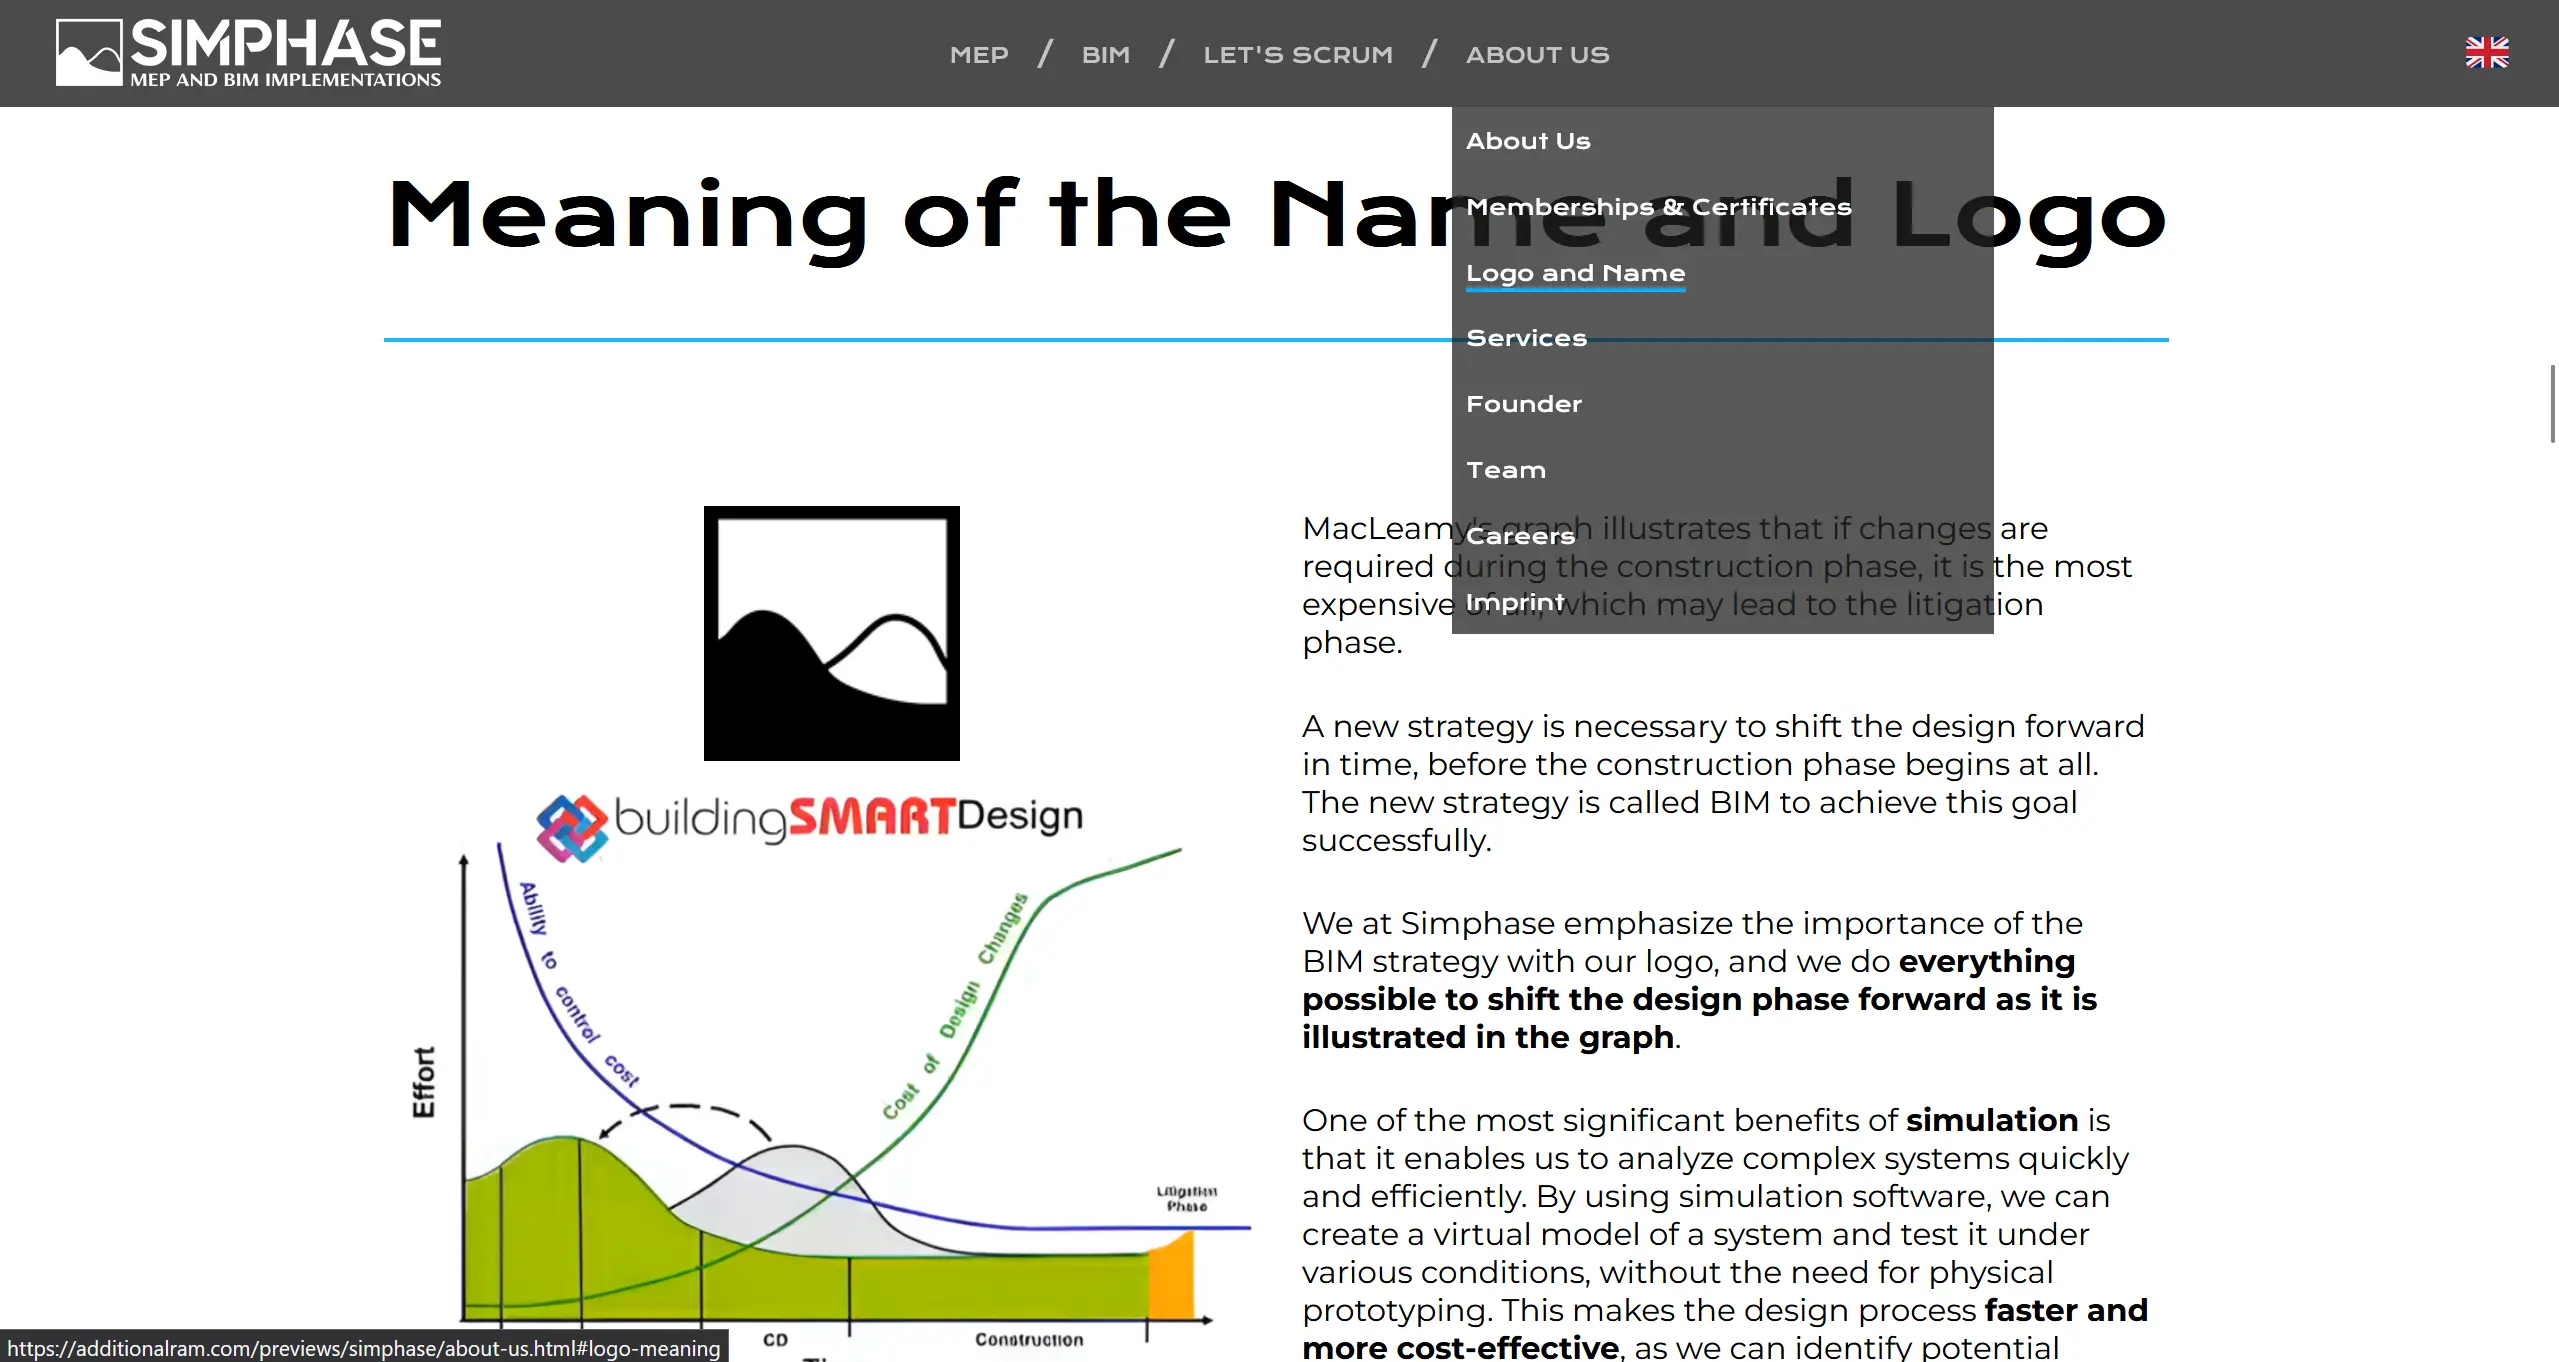 SIMPHASE
MEP AND BIM IMPLEMENTATIONS
MEP / BIM / LET'S SCRUM / ABOUT US
About Us
Memberships & Certificates
Logo and Name
Services
Founder
Team
Careers
Imprint
Meaning of the Name and Logo
MacLeamy's graph illustrates that if changes are
required during the construction phase, it is the most
expensive of all, which may lead to the litigation
phase.
A new strategy is necessary to shift the design forward
in time, before the construction phase begins at all.
The new strategy is called BIM to achieve this goal
successfully.
We at Simphase emphasize the importance of the
BIM strategy with our logo, and we do everything
possible to shift the design phase forward as it is
illustrated in the graph.
One of the most significant benefits of simulation is
that it enables us to analyze complex systems quickly
and efficiently. By using simulation software, we can
create a virtual model of a system and test it under
various conditions, without the need for physical
prototyping. This makes the design process faster and
more cost-effective, as we can identify potential
buildingSMARTDesign
Ability to control cost
Cost of Design Changes
Effort
Litigation
Phase
CD
Construction
https://additionalram.com/previews/simphase/about-us.html#logo-meaning